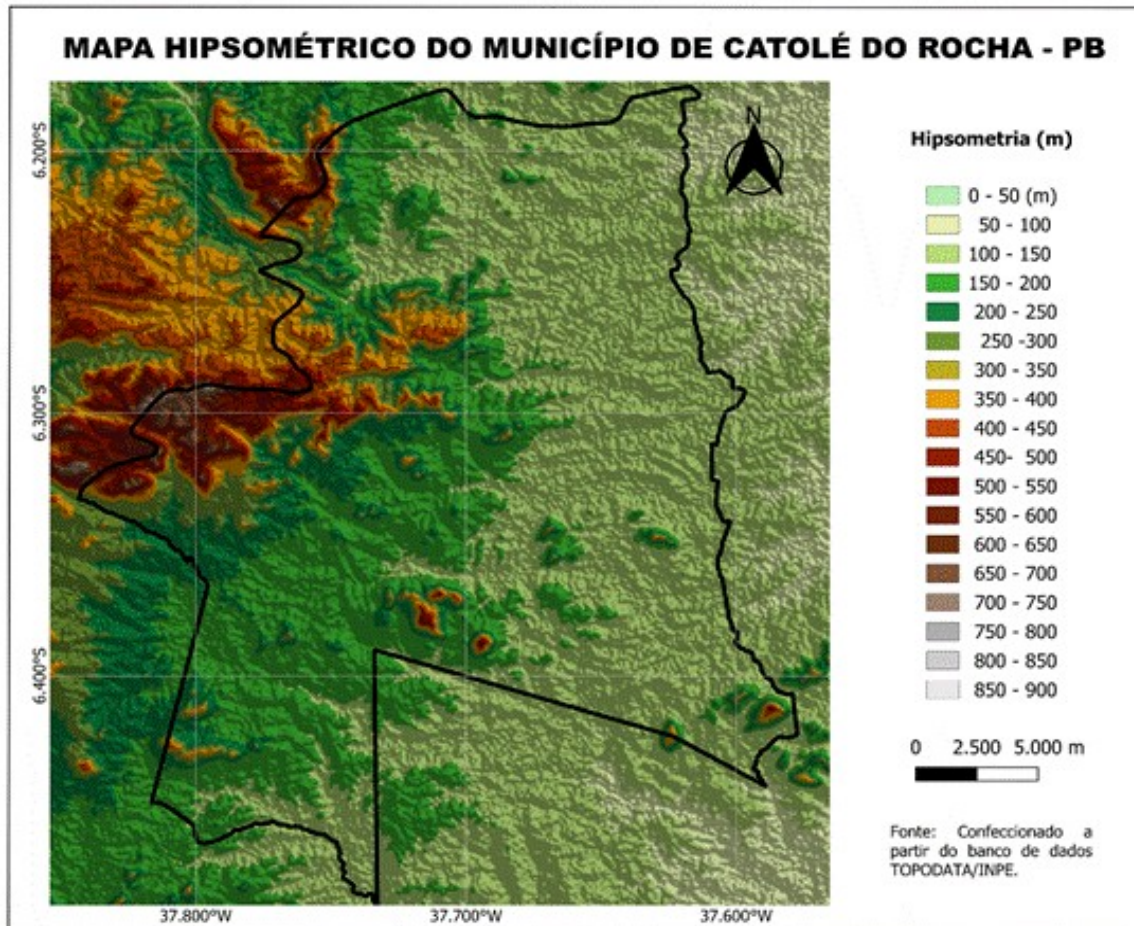 MAPA HIPSOMÉTRICO DO MUNICÍPIO DE CATOLÉ DO ROCHA - PB
N
6.200°S
6.300°S
6.400°S
37.800°W
37.700°W
37.600°W
Hipsometria (m)
0 - 50 (m)
50 - 100
100 - 150
150 - 200
200 - 250
250 -300
300 - 350
350 - 400
400 - 450
450- 500
500 - 550
550 - 600
600 - 650
650 - 700
700 - 750
750 - 800
800 - 850
850 - 900
0 2.500 5.000 m
Fonte: Confeccionado a
partir do banco de dados
TOPODATA/INPE.